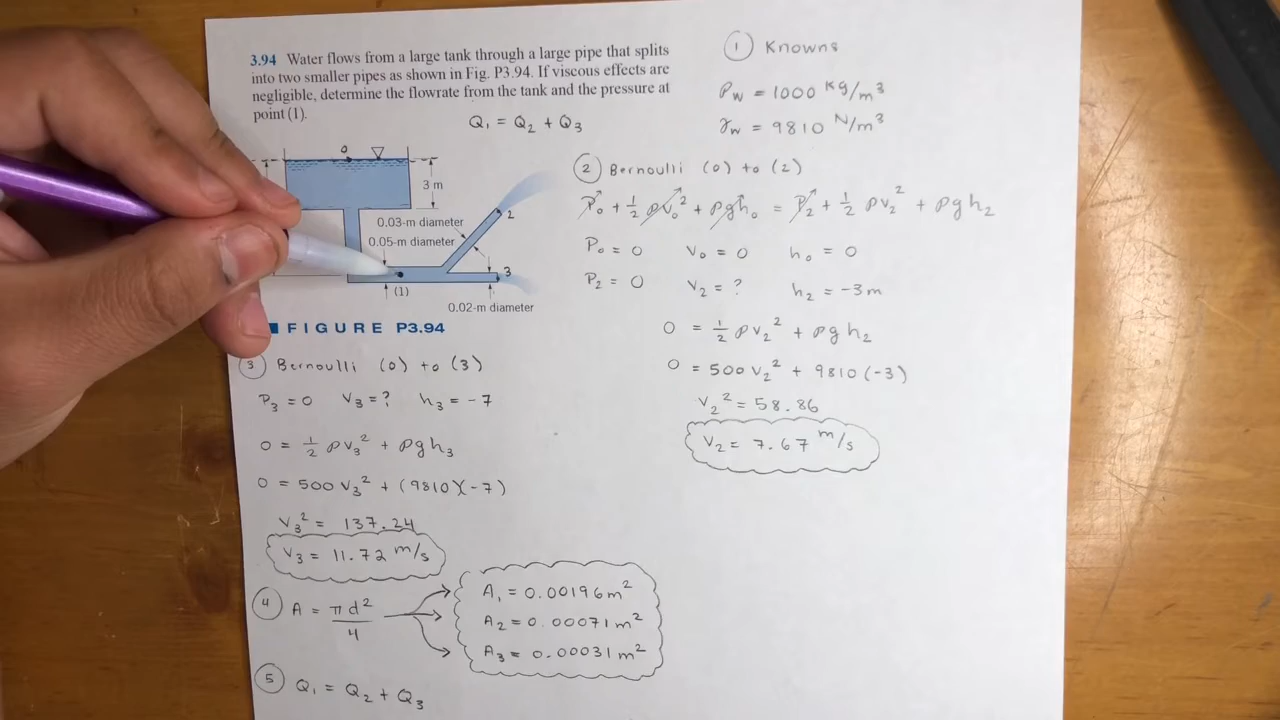 3.94 Water flows from a large tank through a large pipe that splits
into two smaller pipes as shown in Fig. P3.94. If viscous effects are
negligible, determine the flowrate from the tank and the pressure at
point (1).
Q₁ = Q₂ + Q₃
0
3 m
0.03-m diameter
2
0.05-m diameter
3
(1)
0.02-m diameter
FIGURE P3.94
① Knowns
ρw = 1000 kg/m³
γw = 9810 N/m³
② Bernoulli (0) to (2)
P₀ + ½ ρv₀² + ρgh₀ = P₂ + ½ ρv₂² + ρgh₂
P₀ = 0 V₀ = 0 h₀ = 0
P₂ = 0 V₂ = ? h₂ = -3m
0 = ½ ρv₂² + ρgh₂
0 = 500 V₂² + 9810 (-3)
V₂² = 58.86
V₂ = 7.67 m/s
③ Bernoulli (0) to (3)
P₃ = 0 V₃ = ? h₃ = -7
0 = ½ ρv₃² + ρgh₃
0 = 500 V₃² + (9810)(-7)
V₃² = 137.24
V₃ = 11.72 m/s
④ A = πd²/4
A₁ = 0.00196 m²
A₂ = 0.00071 m²
A₃ = 0.00031 m²
⑤ Q₁ = Q₂ + Q₃